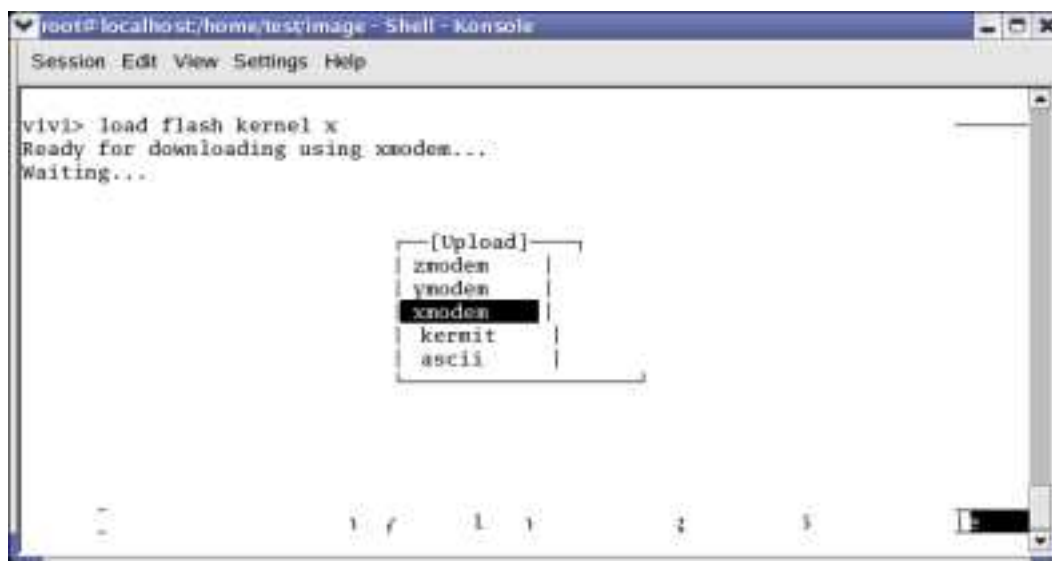 root@localhost:/home/test/image - Shell - Konsole
Session Edit View Settings Help
vivi> load flash kernel x
Ready for downloading using xmodem...
Waiting...
[Upload]
zmodem
ymodem
xmodem
kermit
ascii